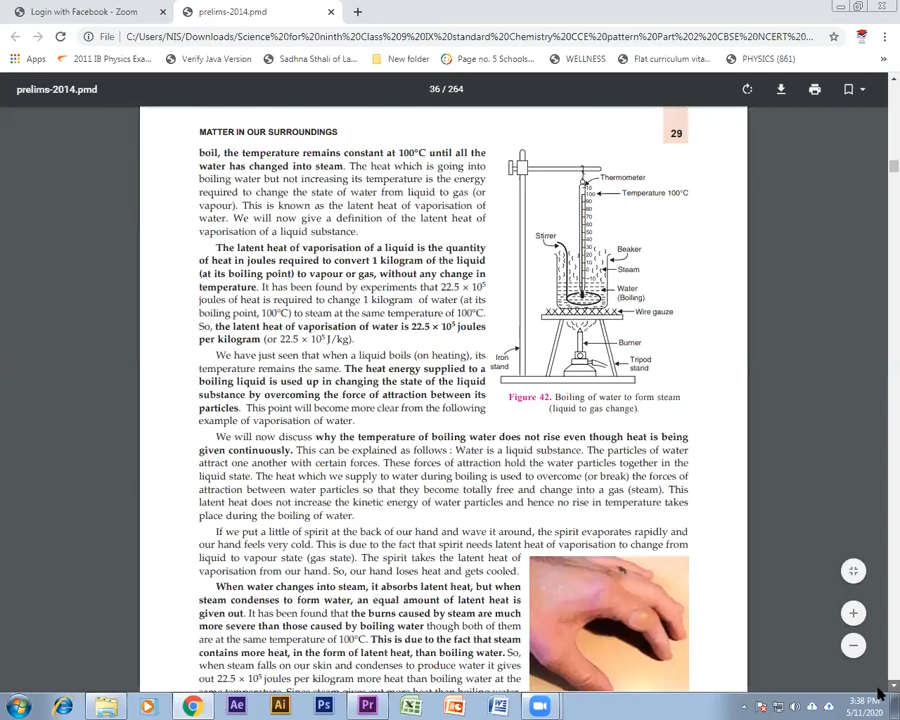 Login with Facebook - Zoom
prelims-2014.pmd
File
C:/Users/NIS/Downloads/Science%20for%20ninth%20Class%209%20IX%20standard%20Chemistry%20CCE%20pattern%20Part%202%20CBSE%20NCERT%20...
Apps
2011 IB Physics Exam...
Verify Java Version
Sadhna Sthali of La...
New folder
Page no. 5 Schools...
WELLNESS
Flat curriculum vita...
PHYSICS (861)
»
prelims-2014.pmd
36 / 264
MATTER IN OUR SURROUNDINGS
29
boil, the temperature remains constant at 100°C until all the
water has changed into steam. The heat which is going into
boiling water but not increasing its temperature is the energy
required to change the state of water from liquid to gas (or
vapour). This is known as the latent heat of vaporisation of
water. We will now give a definition of the latent heat of
vaporisation of a liquid substance.
The latent heat of vaporisation of a liquid is the quantity
of heat in joules required to convert 1 kilogram of the liquid
(at its boiling point) to vapour or gas, without any change in
temperature. It has been found by experiments that 22.5 × 10⁵
joules of heat is required to change 1 kilogram of water (at its
boiling point, 100°C) to steam at the same temperature of 100°C.
So, the latent heat of vaporisation of water is 22.5 × 10⁵ joules
per kilogram (or 22.5 × 10⁵ J/kg).
We have just seen that when a liquid boils (on heating), its
temperature remains the same. The heat energy supplied to a
boiling liquid is used up in changing the state of the liquid
substance by overcoming the force of attraction between its
particles. This point will become more clear from the following
example of vaporisation of water.
Thermometer
Temperature 100°C
10
100
90
80
70
60
50
40
30
20
10
0
–10
Stirrer
Beaker
Steam
Water
(Boiling)
Wire gauze
Burner
Iron
stand
Tripod
stand
Figure 42. Boiling of water to form steam
(liquid to gas change).
We will now discuss why the temperature of boiling water does not rise even though heat is being
given continuously. This can be explained as follows : Water is a liquid substance. The particles of water
attract one another with certain forces. These forces of attraction hold the water particles together in the
liquid state. The heat which we supply to water during boiling is used to overcome (or break) the forces of
attraction between water particles so that they become totally free and change into a gas (steam). This
latent heat does not increase the kinetic energy of water particles and hence no rise in temperature takes
place during the boiling of water.
If we put a little of spirit at the back of our hand and wave it around, the spirit evaporates rapidly and
our hand feels very cold. This is due to the fact that spirit needs latent heat of vaporisation to change from
liquid to vapour state (gas state). The spirit takes the latent heat of
vaporisation from our hand. So, our hand loses heat and gets cooled.
When water changes into steam, it absorbs latent heat, but when
steam condenses to form water, an equal amount of latent heat is
given out. It has been found that the burns caused by steam are much
more severe than those caused by boiling water though both of them
are at the same temperature of 100°C. This is due to the fact that steam
contains more heat, in the form of latent heat, than boiling water. So,
when steam falls on our skin and condenses to produce water it gives
out 22.5 × 10⁵ joules per kilogram more heat than boiling water at the
same temperature. Since steam gives out more heat than boiling water
Ae
Ai
Ps
Pr
3:38 PM
5/11/2020